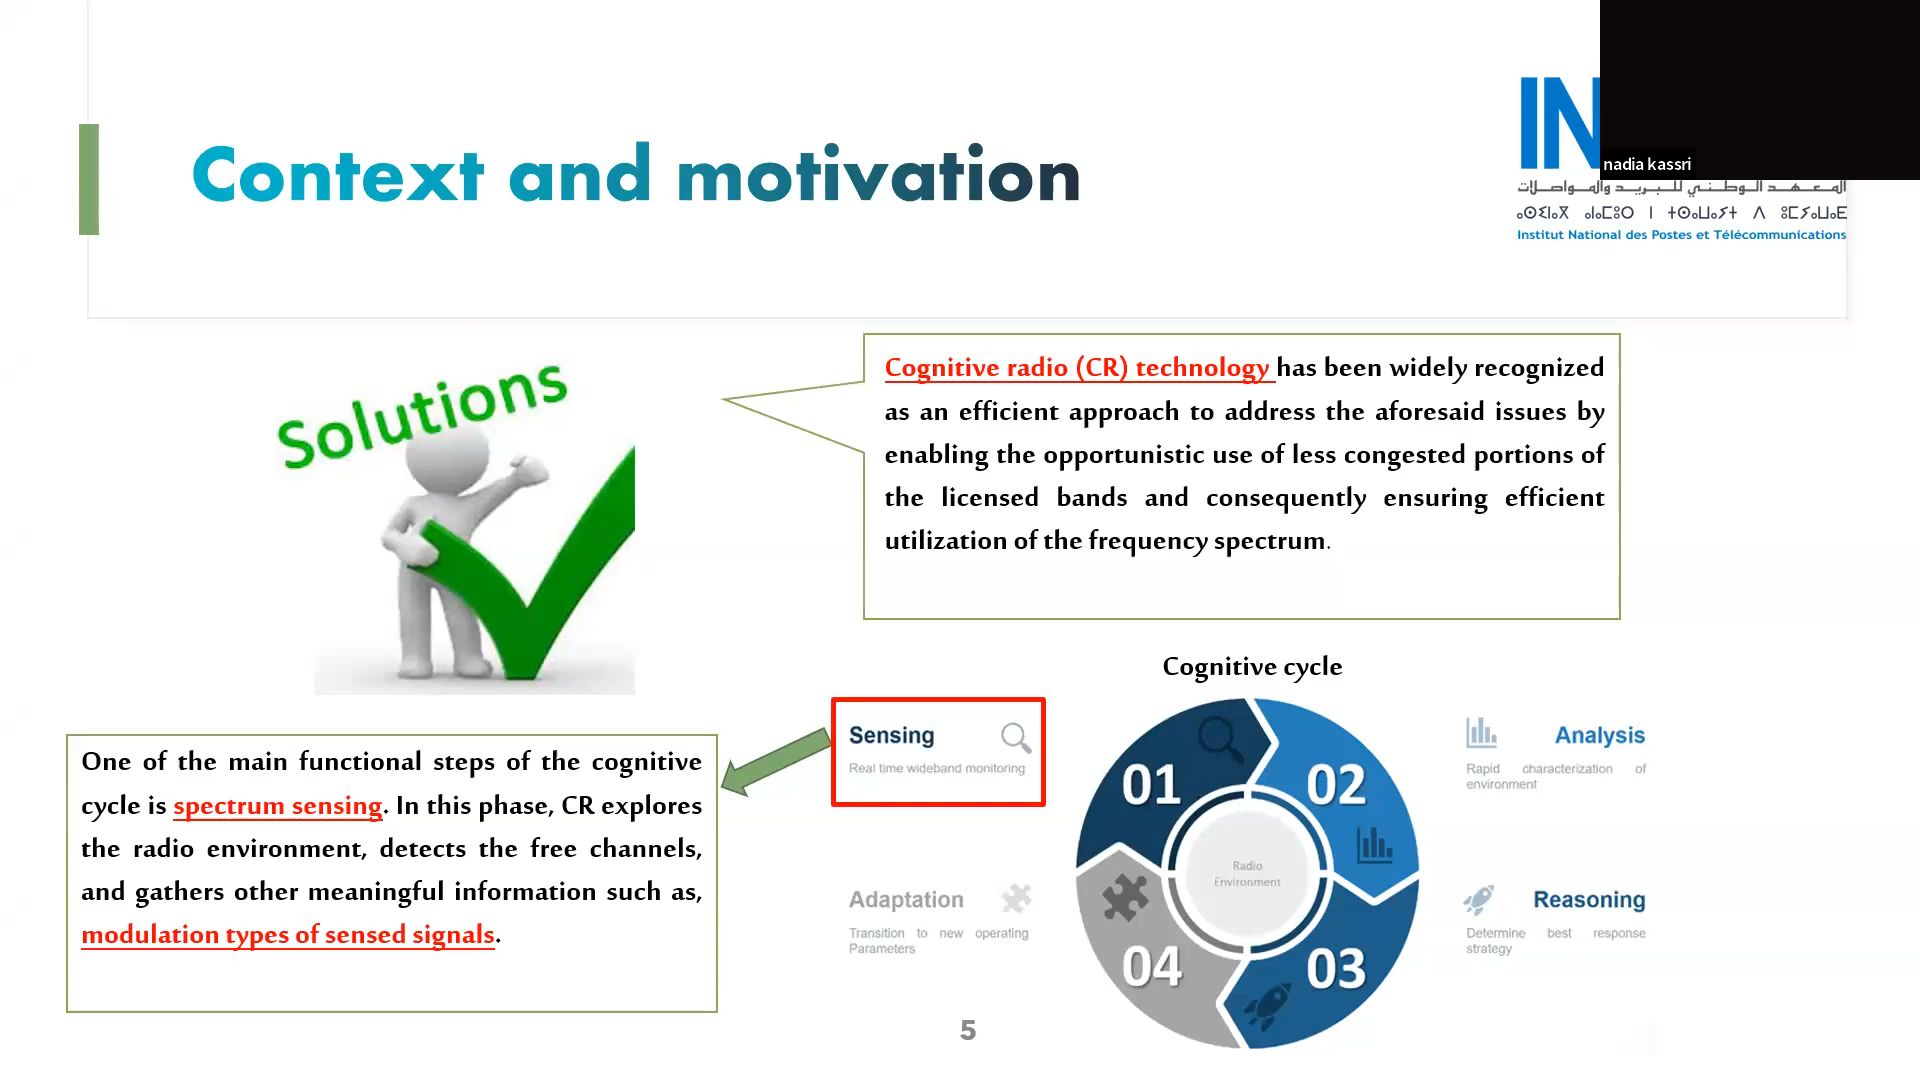 Context and motivation
IN
nadia kassri
المعهد الوطني للبريد والمواصلات
ⴰⵙⵉⵏⴰⴳ ⴰⵏⴰⵎⵓⵔ ⵏ ⵜⵙⴰⵡⴰⵢⵜ ⴷ ⵓⵎⵢⴰⵡⴰⴹ
Institut National des Postes et Télécommunications
Solutions
Cognitive radio (CR) technology has been widely recognized
as an efficient approach to address the aforesaid issues by
enabling the opportunistic use of less congested portions of
the licensed bands and consequently ensuring efficient
utilization of the frequency spectrum.
One of the main functional steps of the cognitive
cycle is spectrum sensing. In this phase, CR explores
the radio environment, detects the free channels,
and gathers other meaningful information such as,
modulation types of sensed signals.
Cognitive cycle
Sensing
Real time wideband monitoring
01
02
Analysis
Rapid characterization of
environment
Radio
Environment
Adaptation
Transition to new operating
Parameters
04
03
Reasoning
Determine best response
strategy
5